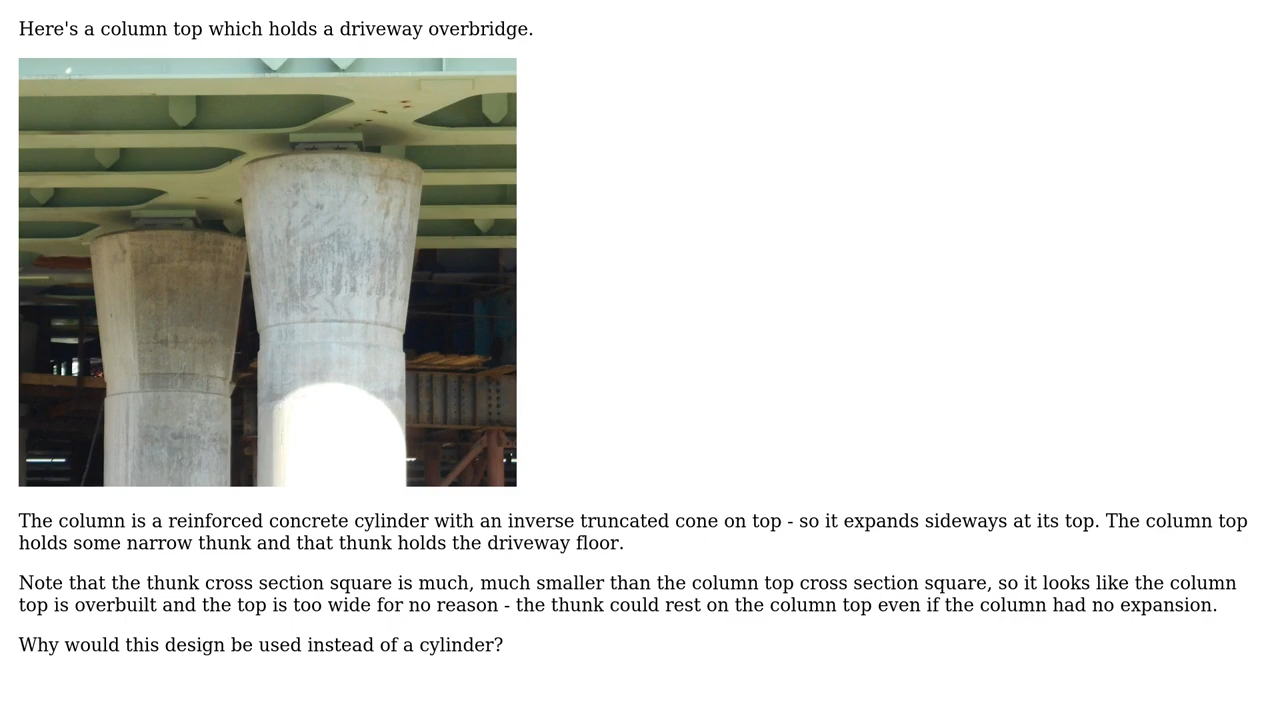 Here's a column top which holds a driveway overbridge.
The column is a reinforced concrete cylinder with an inverse truncated cone on top - so it expands sideways at its top. The column top
holds some narrow thunk and that thunk holds the driveway floor.
Note that the thunk cross section square is much, much smaller than the column top cross section square, so it looks like the column
top is overbuilt and the top is too wide for no reason - the thunk could rest on the column top even if the column had no expansion.
Why would this design be used instead of a cylinder?